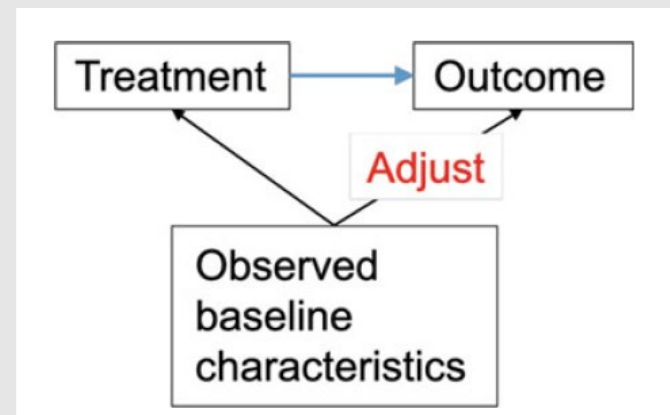 Treatment
Outcome
Adjust
Observed
baseline
characteristics